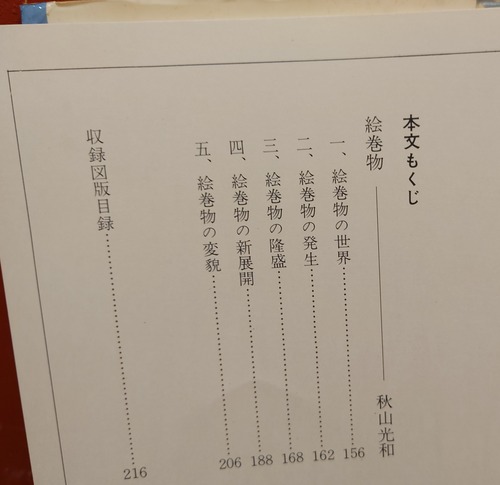 本文もくじ
絵巻物――――――秋山光和
一、絵巻物の世界…………156
二、絵巻物の発生…………162
三、絵巻物の隆盛…………168
四、絵巻物の新展開…………188
五、絵巻物の変貌…………206
収録図版目録…………216